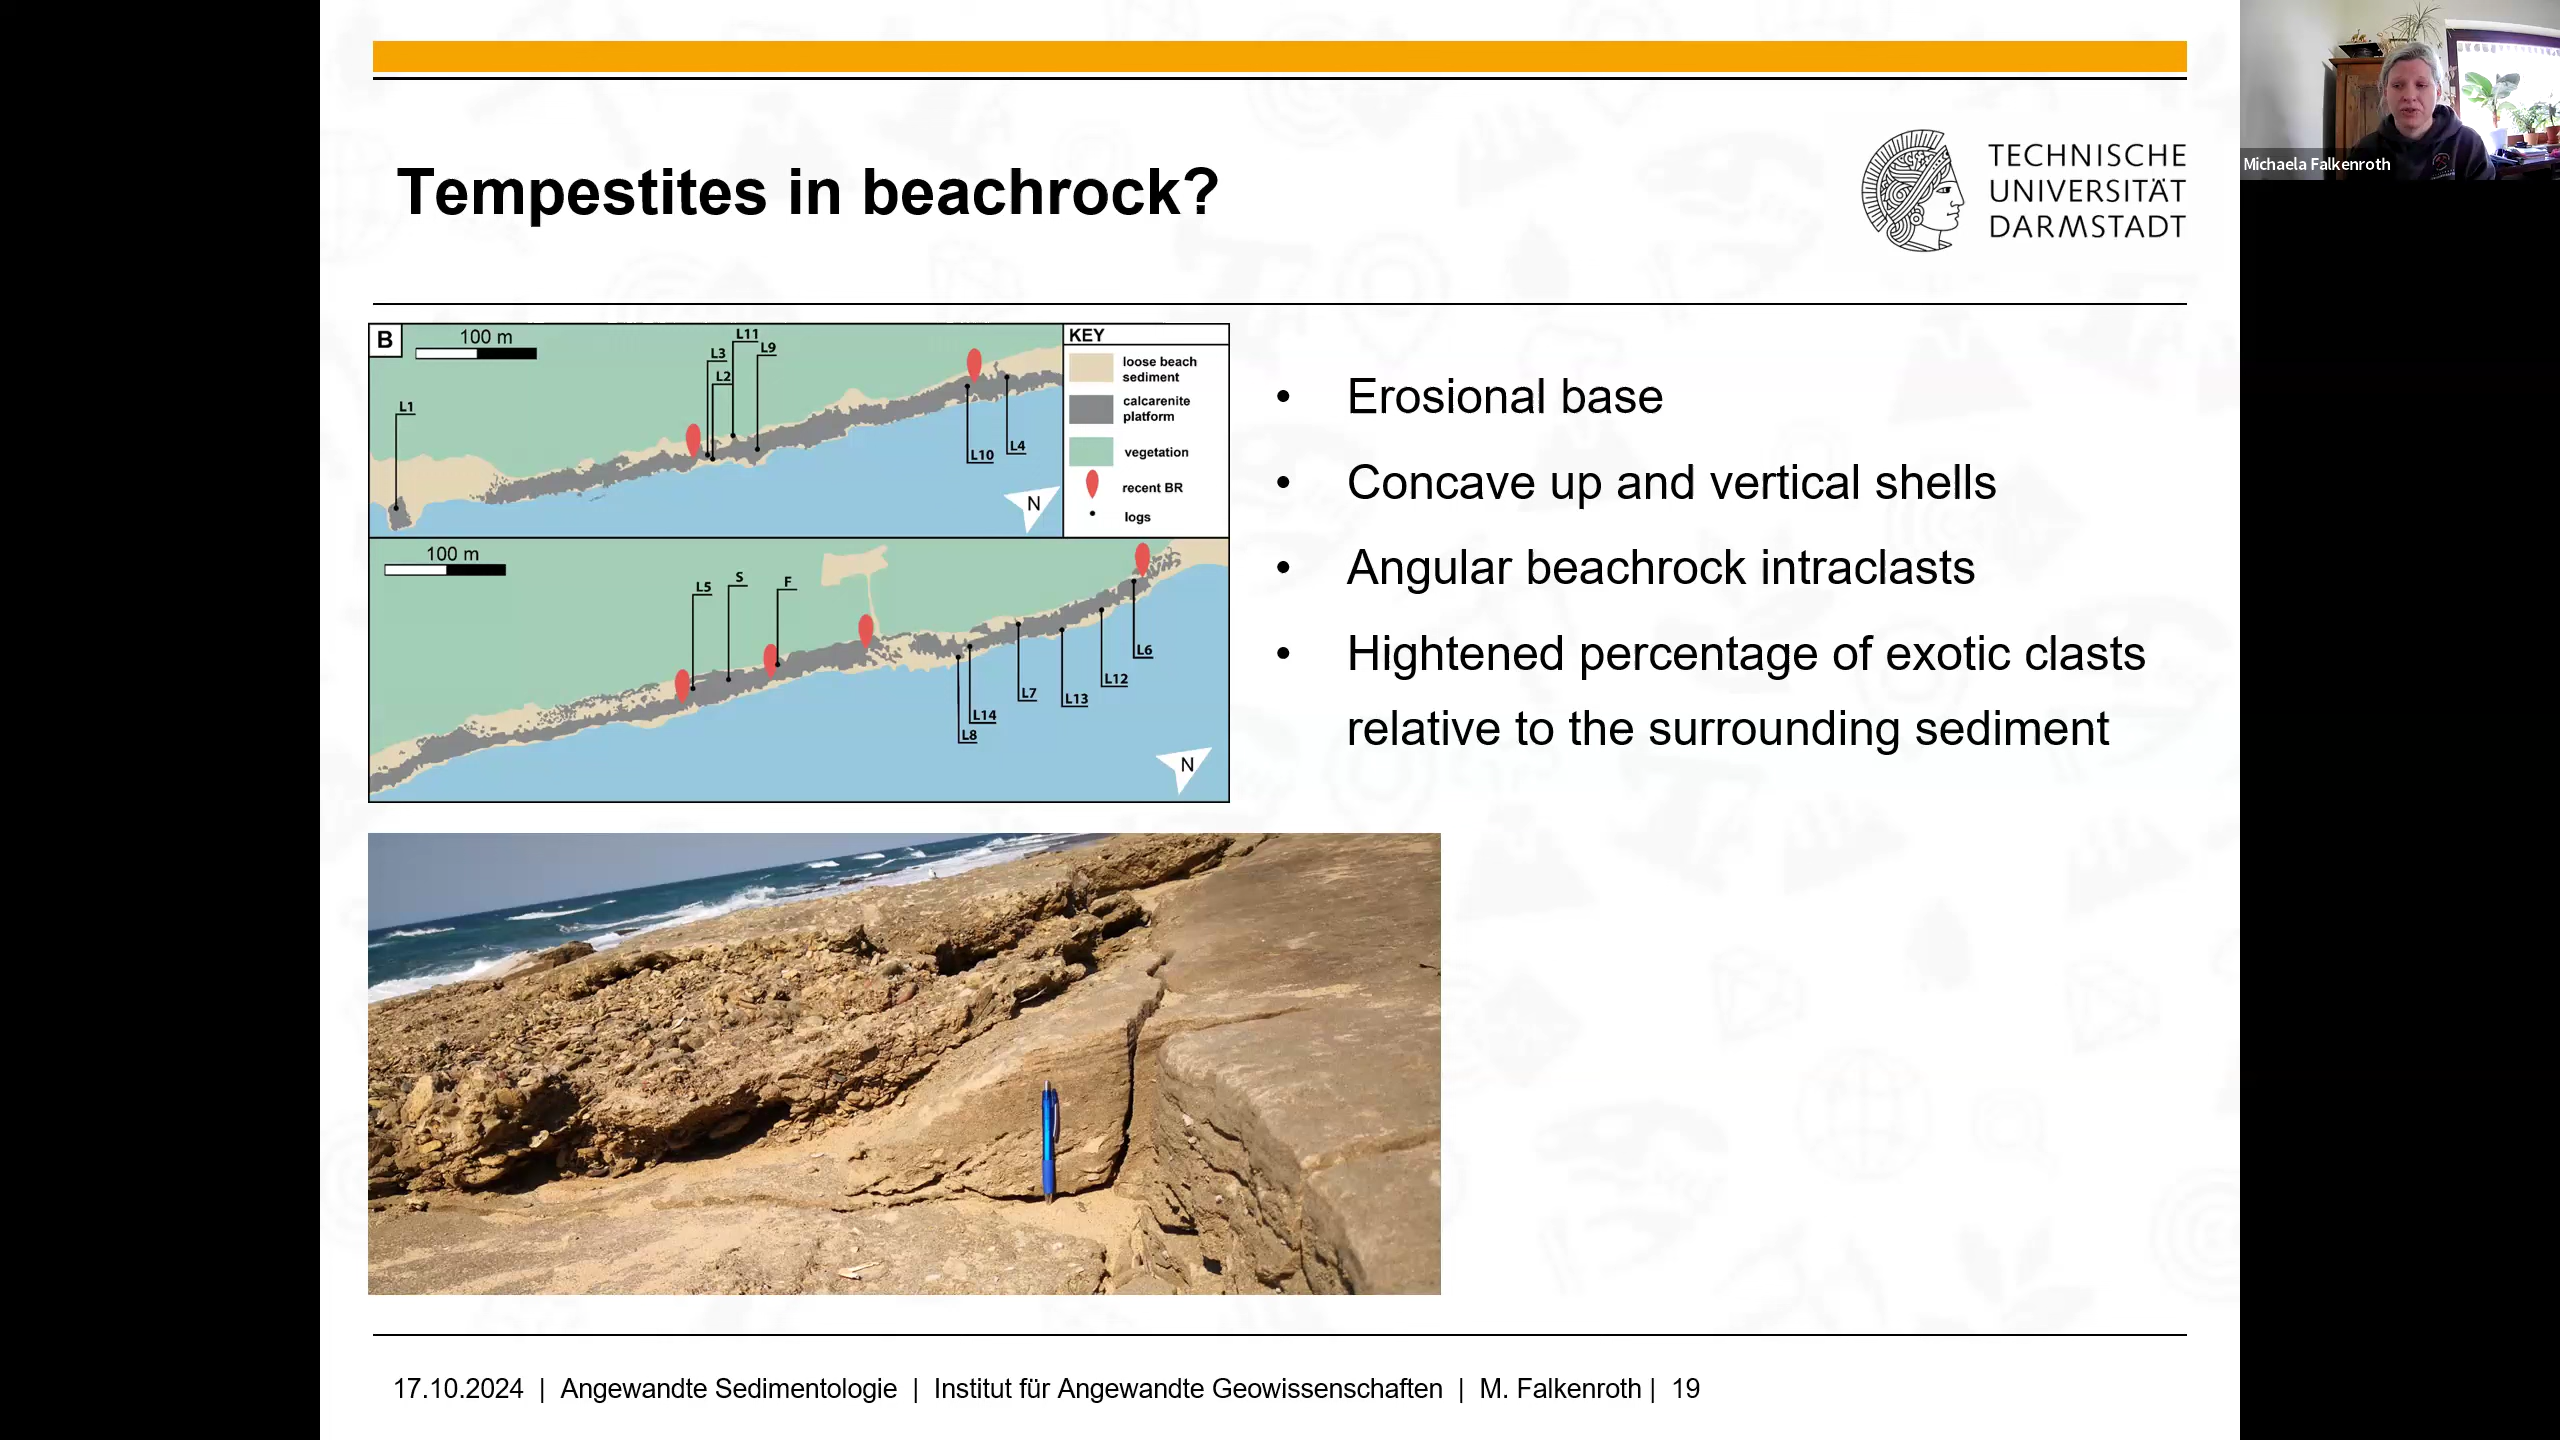 Michaela Falkenroth
Tempestites in beachrock?
TECHNISCHE
UNIVERSITÄT
DARMSTADT
B
100 m
L1
L3
L2
L11
L9
L10
L4
N
KEY
loose beach
sediment
calcarenite
platform
vegetation
recent BR
logs
100 m
L5
S
F
L8
L14
L7
L13
L12
L6
N
• Erosional base
• Concave up and vertical shells
• Angular beachrock intraclasts
• Hightened percentage of exotic clasts
relative to the surrounding sediment
17.10.2024 | Angewandte Sedimentologie | Institut für Angewandte Geowissenschaften | M. Falkenroth | 19